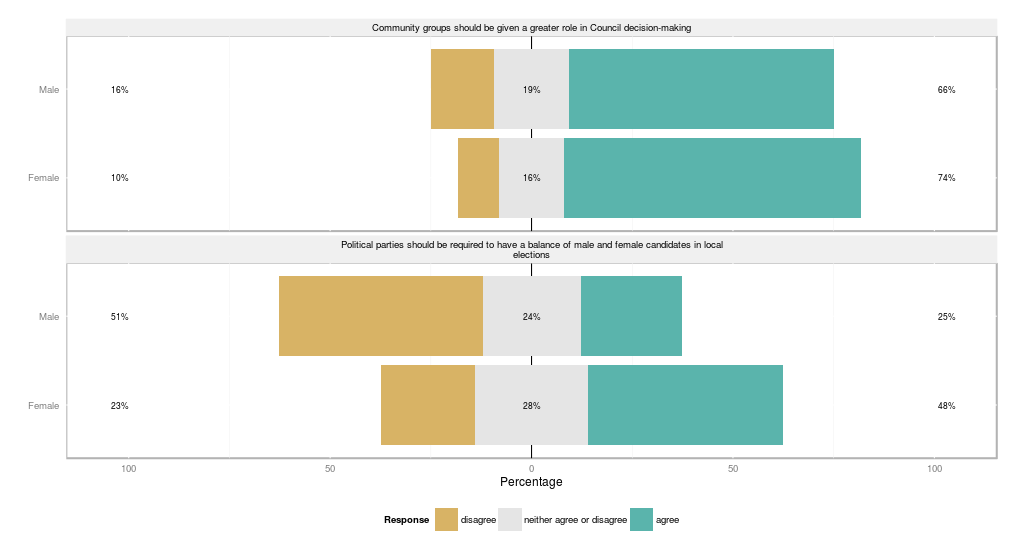 Community groups should be given a greater role in Council decision-making
Male 16% 19% 66%
Female 10% 16% 74%
Political parties should be required to have a balance of male and female candidates in local
elections
Male 51% 24% 25%
Female 23% 28% 48%
100 50 0 50 100
Percentage
Response disagree neither agree or disagree agree